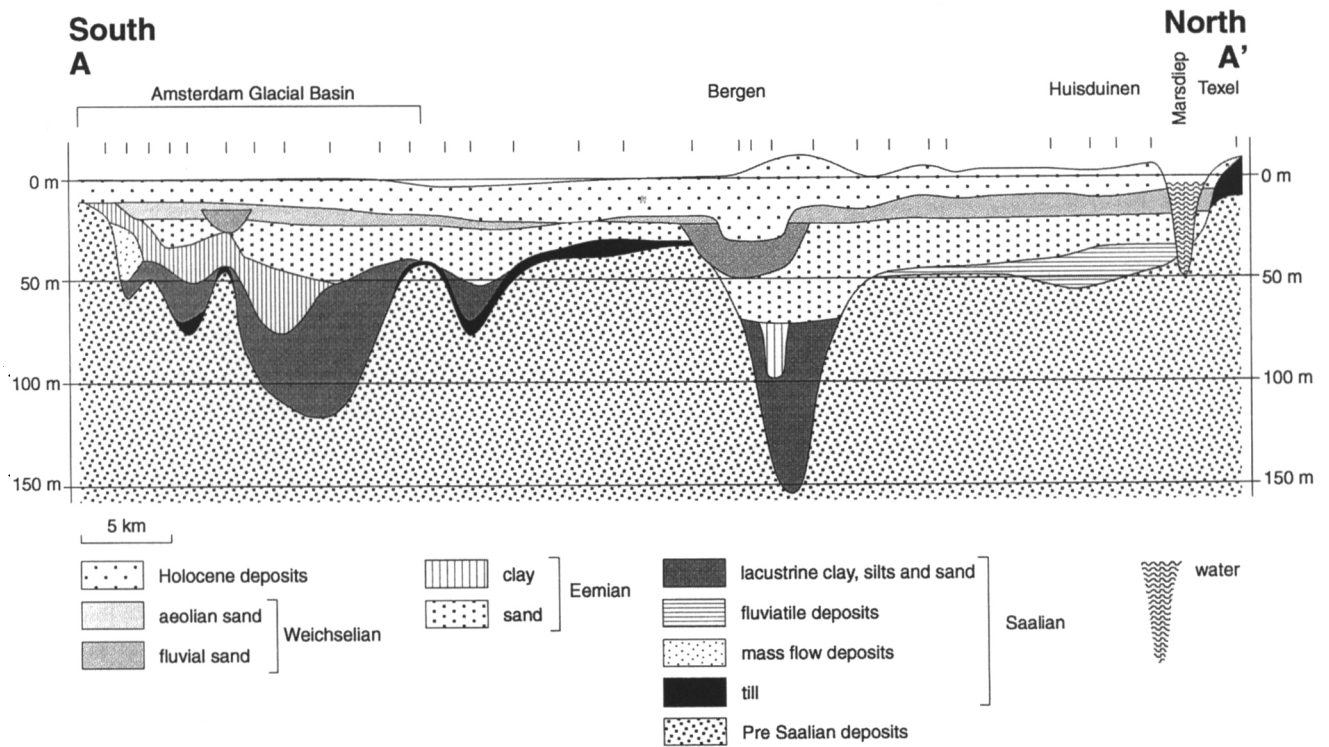 South
North
A
A'
Amsterdam Glacial Basin
Bergen
Huisduinen
Marsdiep
Texel
0 m
0 m
50 m
50 m
100 m
100 m
150 m
150 m
5 km
Holocene deposits
aeolian sand
fluvial sand
Weichselian
clay
sand
Eemian
lacustrine clay, silts and sand
fluviatile deposits
mass flow deposits
till
Saalian
Pre Saalian deposits
water